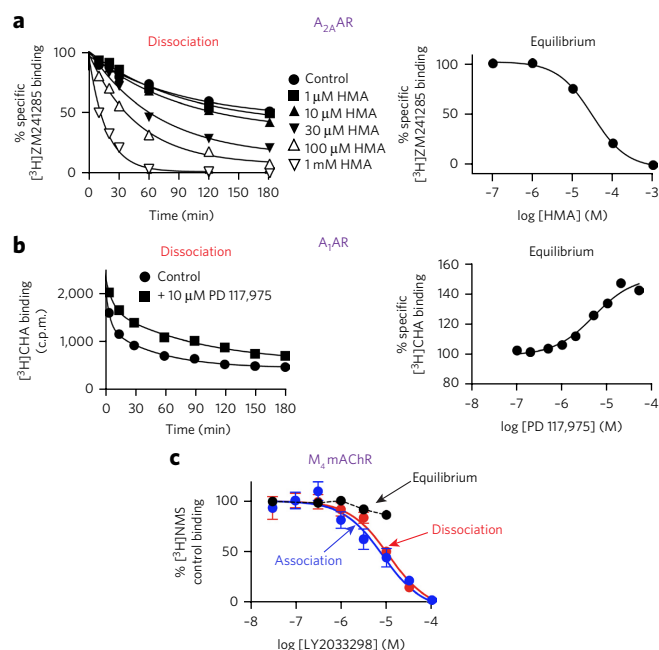 a
A2AAR
Dissociation
% specific
[³H]ZM241285 binding
100
50
0
0
30
60
90
120
150
180
Time (min)
Control
1 μM HMA
10 μM HMA
30 μM HMA
100 μM HMA
1 mM HMA
Equilibrium
% specific
[³H]ZM241285 binding
100
50
0
−7
−6
−5
−4
−3
log [HMA] (M)
b
A1AR
Dissociation
Control
+ 10 μM PD 117,975
[³H]CHA binding
(c.p.m.)
2,000
1,000
0
0
30
60
90
120
150
180
Time (min)
Equilibrium
% specific
[³H]CHA binding
160
140
120
100
80
−8
−7
−6
−5
−4
log [PD 117,975] (M)
c
M4 mAChR
Equilibrium
Dissociation
Association
% [³H]NMS
control binding
100
50
0
−8
−7
−6
−5
−4
log [LY2033298] (M)